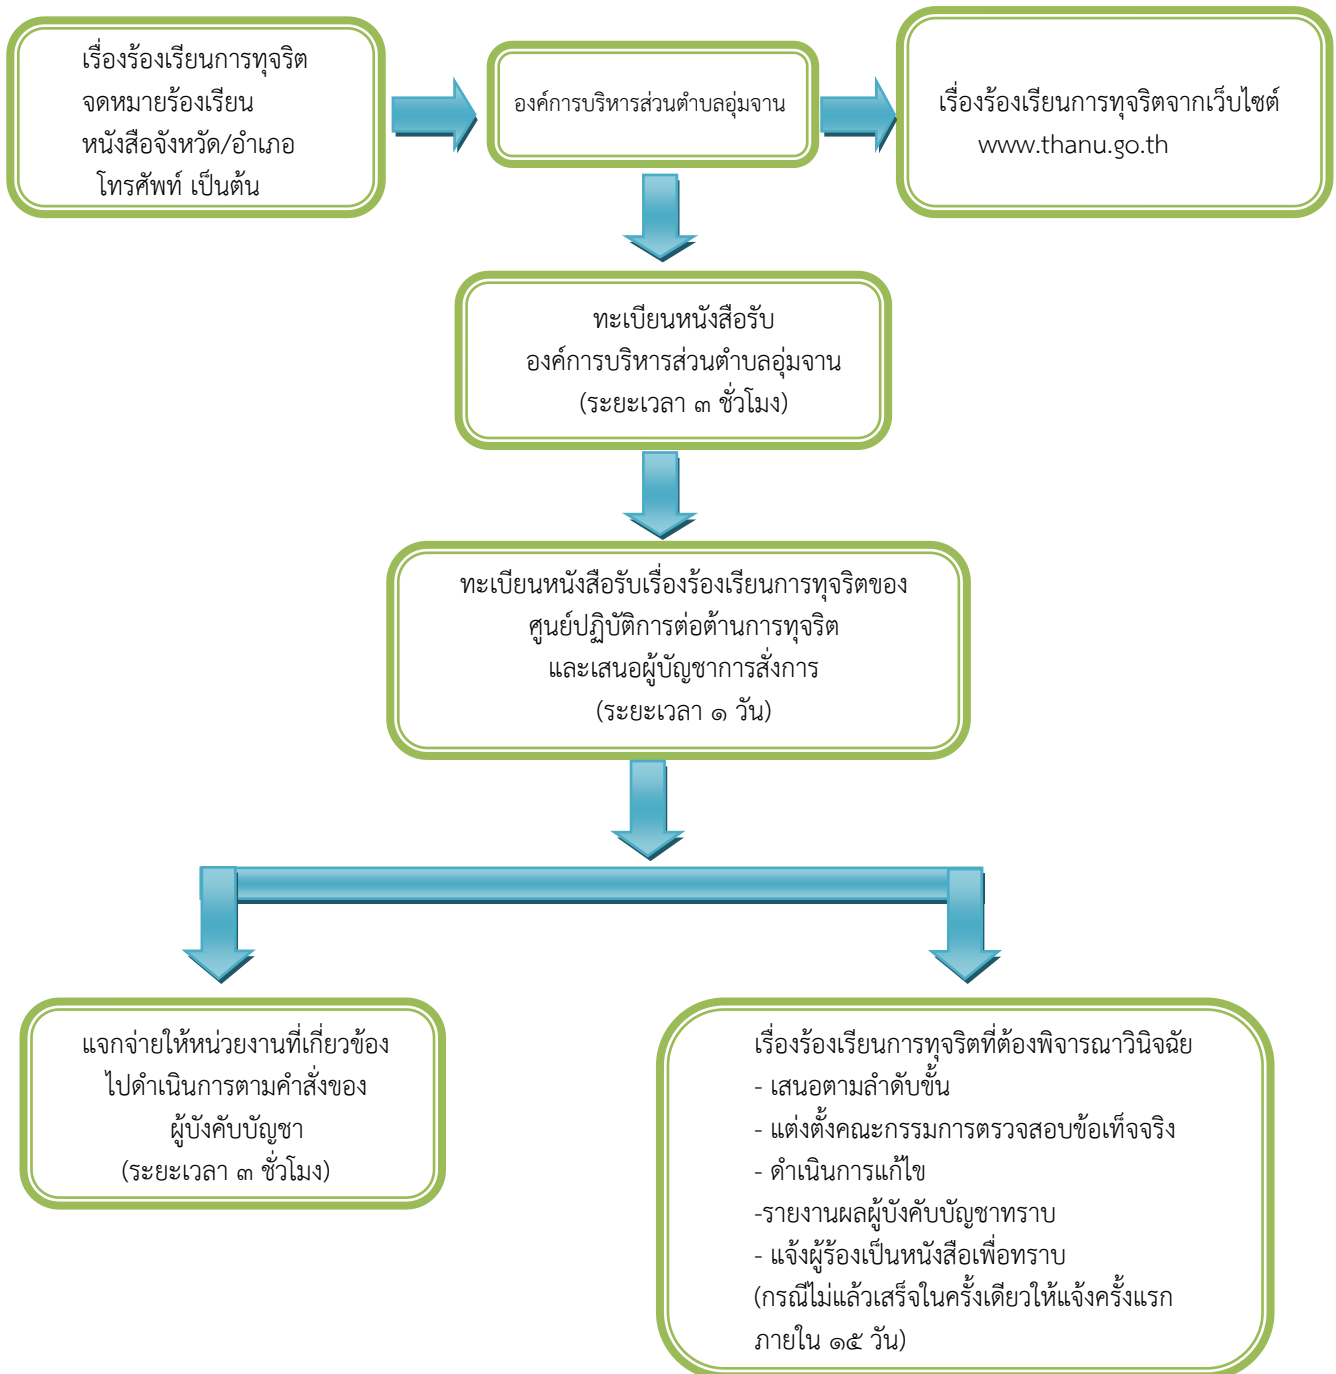 เรื่องร้องเรียนการทุจริต
จดหมายร้องเรียน
หนังสือจังหวัด/อำเภอ
โทรศัพท์ เป็นต้น
องค์การบริหารส่วนตำบลอุ่มจาน
เรื่องร้องเรียนการทุจริตจากเว็บไซต์
www.thanu.go.th
ทะเบียนหนังสือรับ
องค์การบริหารส่วนตำบลอุ่มจาน
(ระยะเวลา ๓ ชั่วโมง)
ทะเบียนหนังสือรับเรื่องร้องเรียนการทุจริตของ
ศูนย์ปฏิบัติการต่อต้านการทุจริต
และเสนอผู้บัญชาการสั่งการ
(ระยะเวลา ๑ วัน)
แจกจ่ายให้หน่วยงานที่เกี่ยวข้อง
ไปดำเนินการตามคำสั่งของ
ผู้บังคับบัญชา
(ระยะเวลา ๓ ชั่วโมง)
เรื่องร้องเรียนการทุจริตที่ต้องพิจารณาวินิจฉัย
- เสนอตามลำดับขั้น
- แต่งตั้งคณะกรรมการตรวจสอบข้อเท็จจริง
- ดำเนินการแก้ไข
-รายงานผลผู้บังคับบัญชาทราบ
- แจ้งผู้ร้องเป็นหนังสือเพื่อทราบ
(กรณีไม่แล้วเสร็จในครั้งเดียวให้แจ้งครั้งแรก
ภายใน ๑๕ วัน)